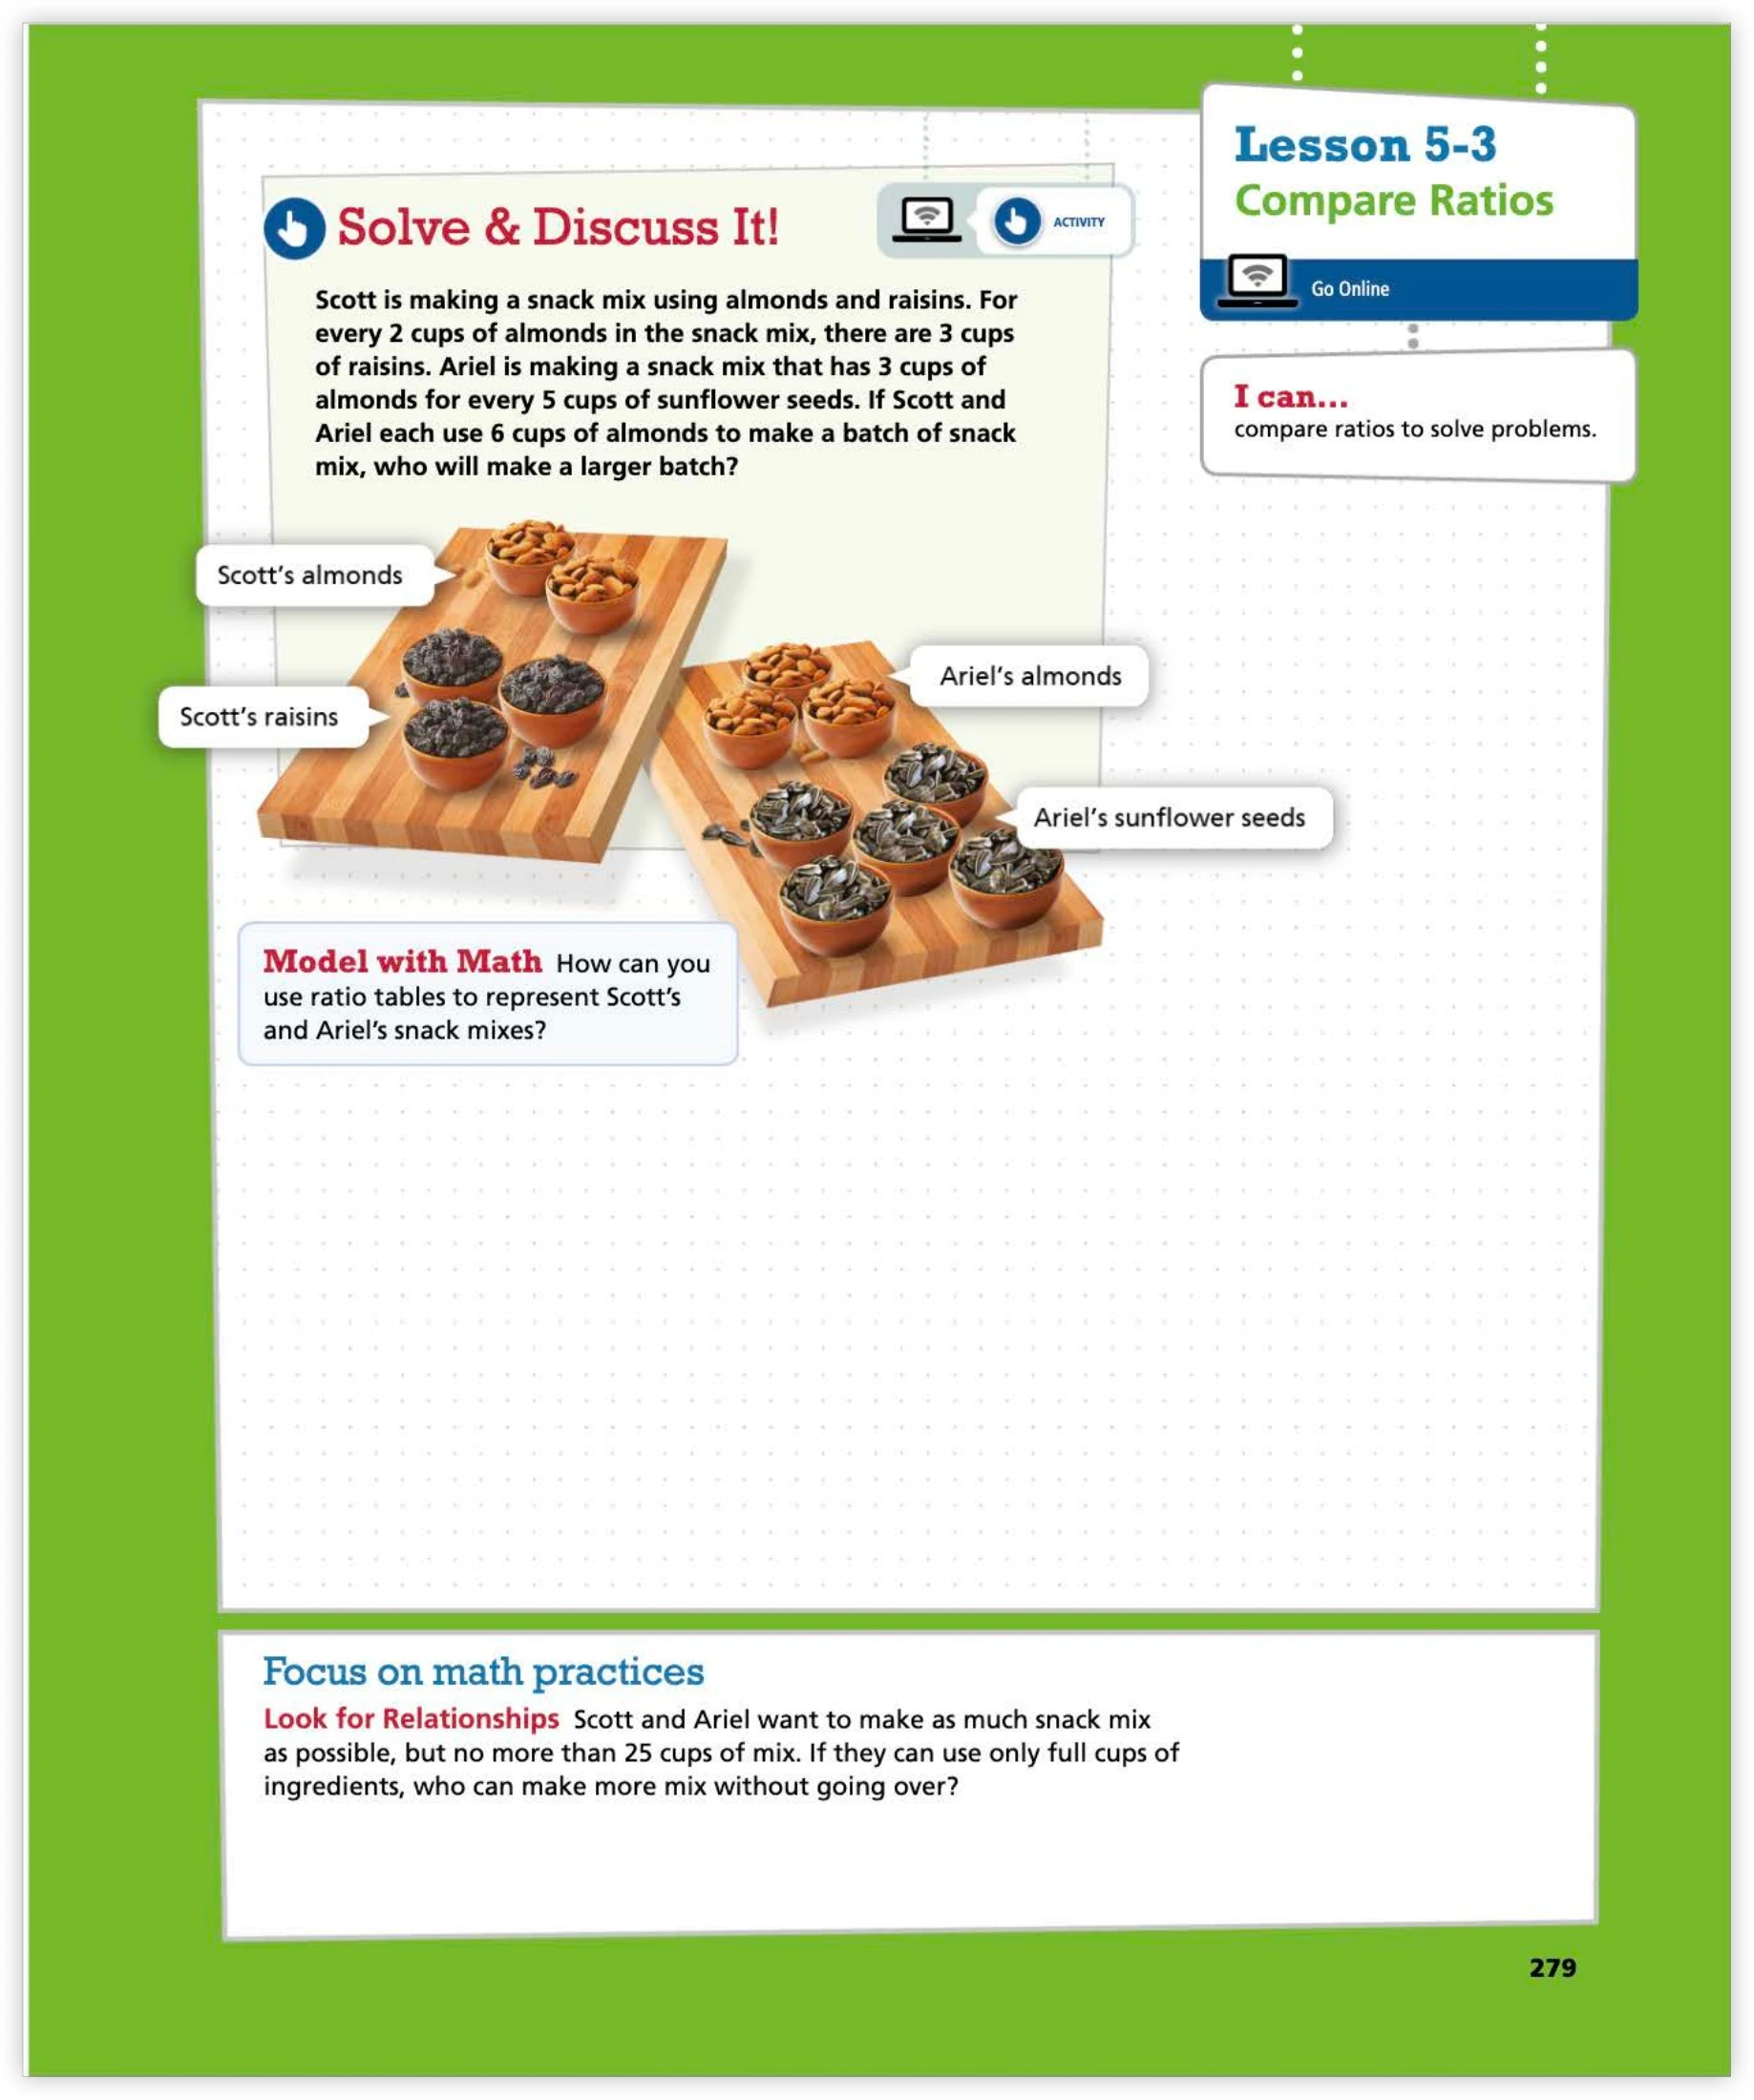 Lesson 5-3
Compare Ratios
Go Online
I can...
compare ratios to solve problems.
Solve & Discuss It!
ACTIVITY
Scott is making a snack mix using almonds and raisins. For
every 2 cups of almonds in the snack mix, there are 3 cups
of raisins. Ariel is making a snack mix that has 3 cups of
almonds for every 5 cups of sunflower seeds. If Scott and
Ariel each use 6 cups of almonds to make a batch of snack
mix, who will make a larger batch?
Scott's almonds
Scott's raisins
Ariel's almonds
Ariel's sunflower seeds
Model with Math How can you
use ratio tables to represent Scott's
and Ariel's snack mixes?
Focus on math practices
Look for Relationships Scott and Ariel want to make as much snack mix
as possible, but no more than 25 cups of mix. If they can use only full cups of
ingredients, who can make more mix without going over?
279